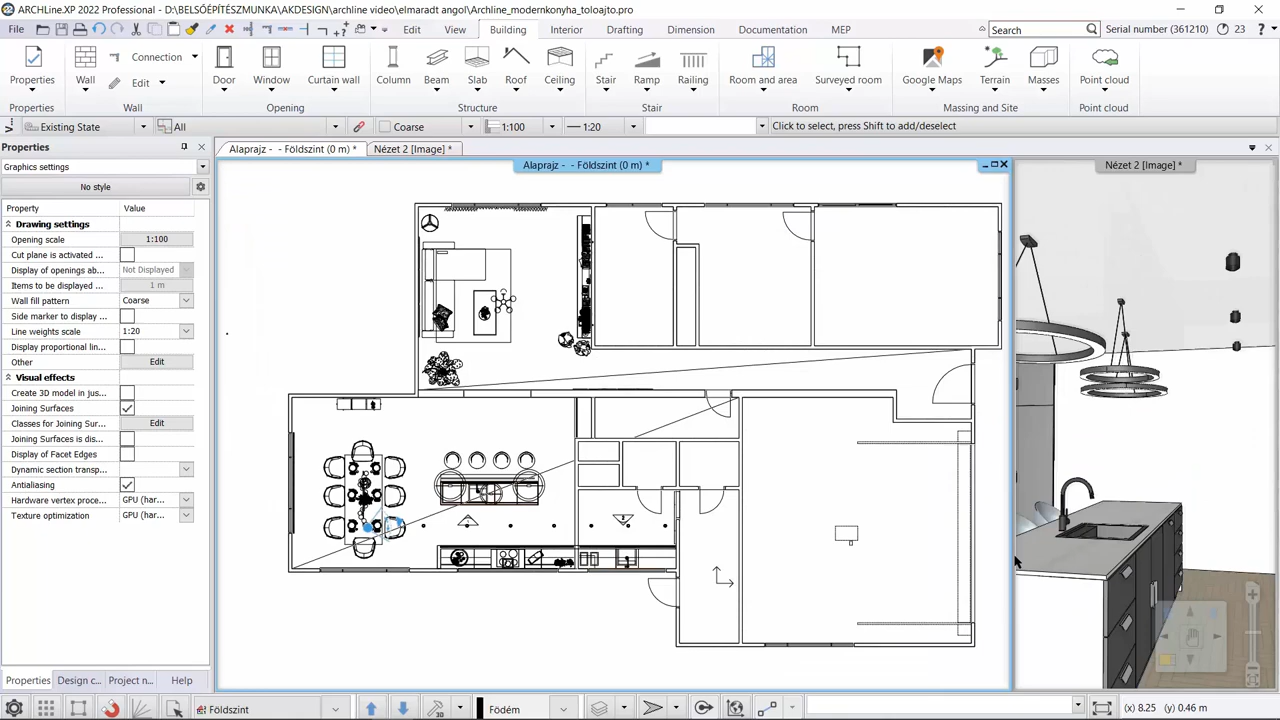 ARCHLine.XP 2022 Professional - D:\BELSŐÉPÍTÉSZMUNKA\AKDESIGN\archline video\elmaradt angol\Archline_modernkonyha_toloajto.pro
File
Edit View Building Interior Drafting Dimension Documentation MEP
Search
Serial number (361210)
23
Properties Wall Connection Edit Door Window Curtain wall Column Beam Slab Roof Ceiling Stair Ramp Railing Room and area Surveyed room Google Maps Terrain Masses Point cloud
Properties Wall Opening Structure Stair Room Massing and Site Point cloud
Existing State All Coarse 1:100 1:20 Click to select, press Shift to add/deselect
Properties
Alaprajz - - Földszint (0 m) * Nézet 2 [Image] *
Graphics settings
Alaprajz - - Földszint (0 m) *
Nézet 2 [Image] *
No style
Property Value
Drawing settings
Opening scale 1:100
Cut plane is activated ...
Display of openings ab... Not Displayed
Items to be displayed ... 1 m
Wall fill pattern Coarse
Side marker to display
Line weights scale 1:20
Display proportional lin...
Other Edit
Visual effects
Create 3D model in jus...
Joining Surfaces
Classes for Joining Sur... Edit
Joining Surfaces is dis...
Display of Facet Edges
Dynamic section transp...
Antialiasing
Hardware vertex proce... GPU (har...
Texture optimization GPU (har...
Properties Design c... Project n... Help
Földszint
Födém
(x) 8.25 (Y) 0.46 m